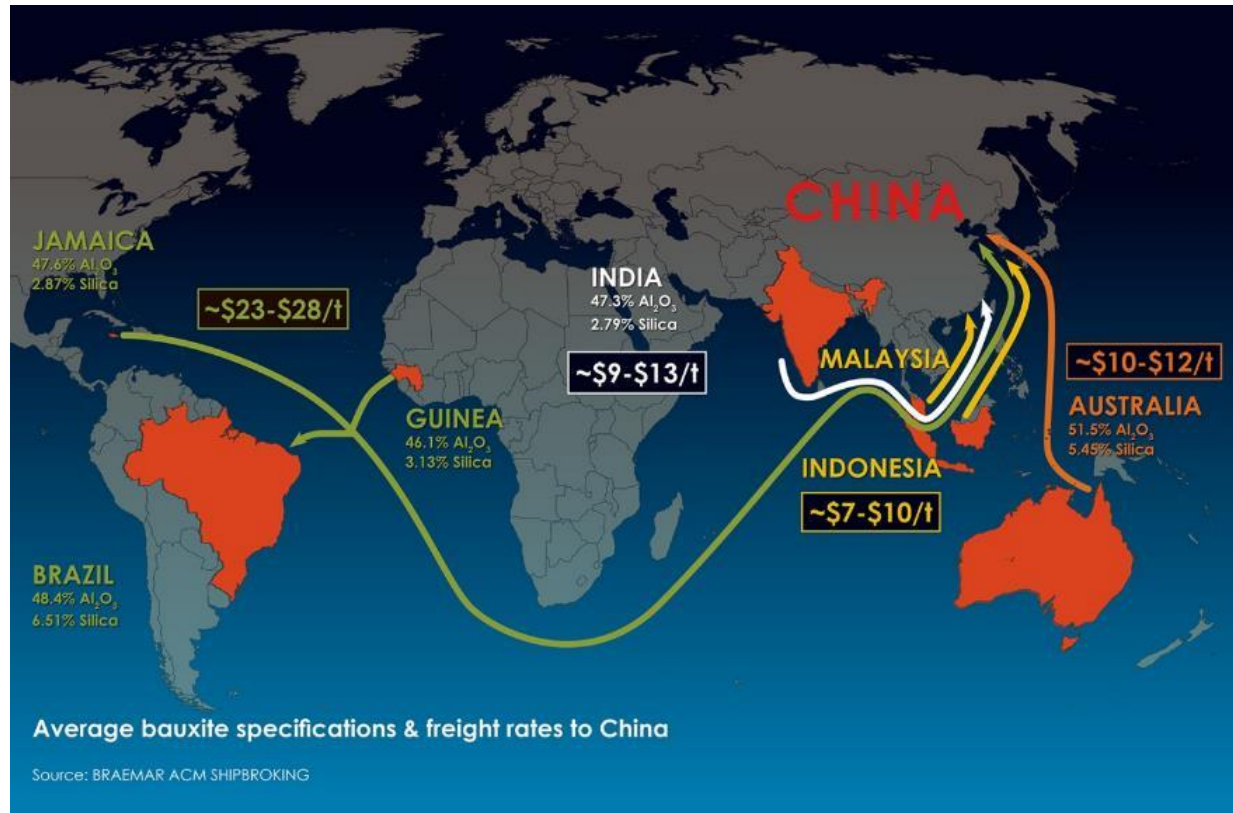 CHINA
JAMAICA
47.6% Al₂O₃
2.87% Silica
~$23-$28/t
INDIA
47.3% Al₂O₃
2.79% Silica
~$9-$13/t
MALAYSIA
~$10-$12/t
AUSTRALIA
51.5% Al₂O₃
5.45% Silica
GUINEA
46.1% Al₂O₃
3.13% Silica
INDONESIA
~$7-$10/t
BRAZIL
48.4% Al₂O₃
6.51% Silica
Average bauxite specifications & freight rates to China
Source: BRAEMAR ACM SHIPBROKING